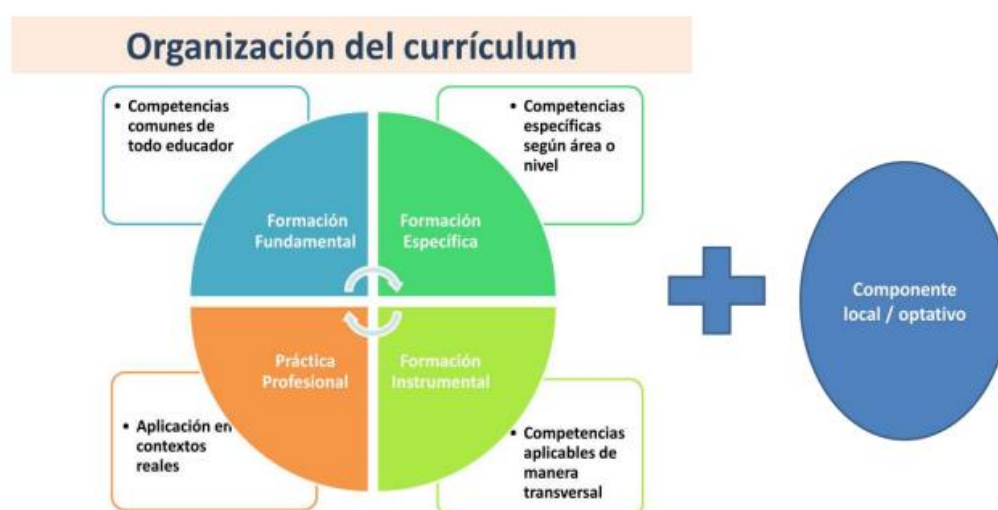 Organización del currículum
• Competencias
comunes de
todo educador
• Competencias
específicas
según área o
nivel
Formación
Fundamental
Formación
Específica
Componente
local / optativo
Práctica
Profesional
Formación
Instrumental
• Aplicación en
contextos
reales
• Competencias
aplicables de
manera
transversal